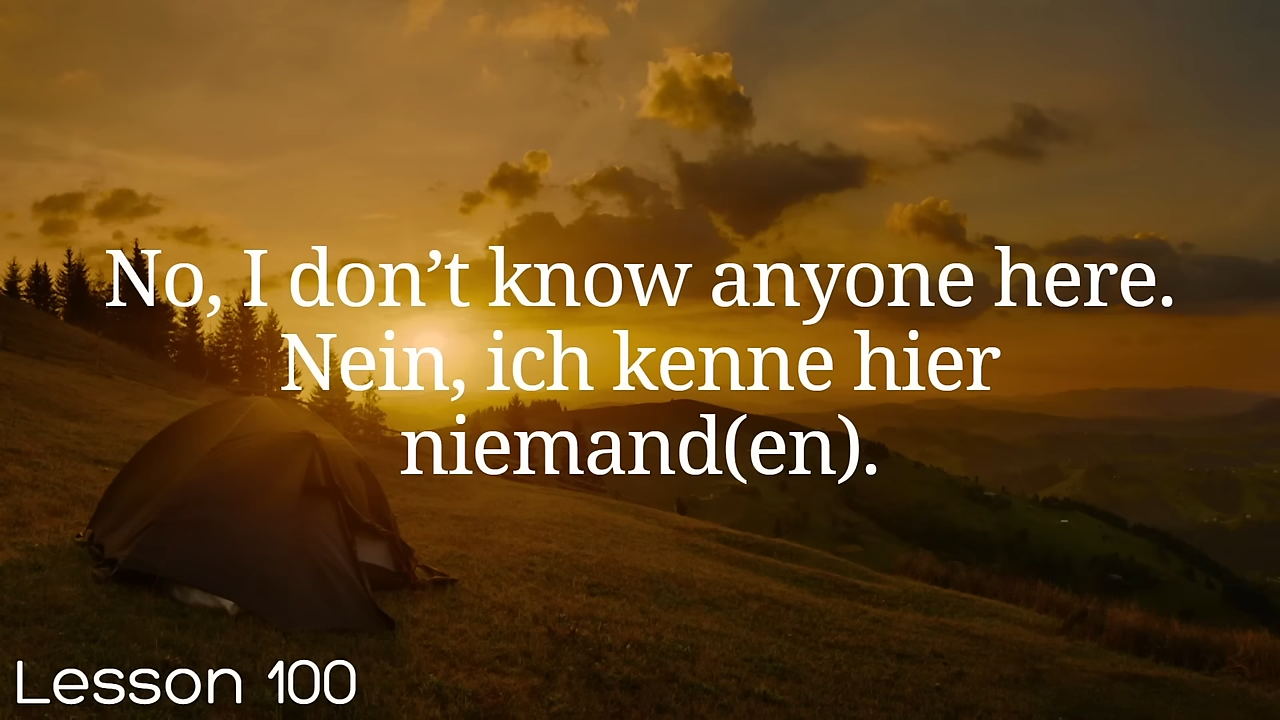 No, I don’t know anyone here.
Nein, ich kenne hier
niemand(en).
Lesson 100